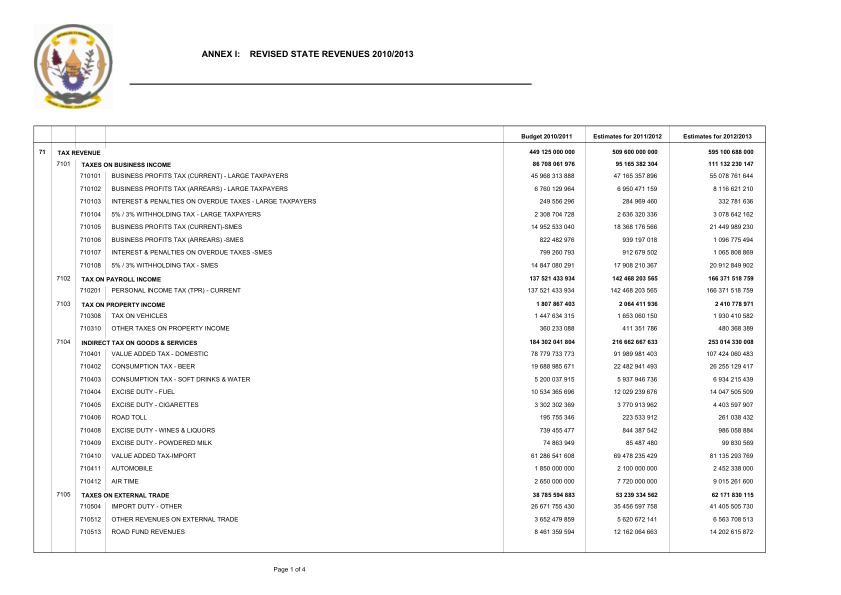 ANNEX I: REVISED STATE REVENUES 2010/2013
Budget 2010/2011 Estimates for 2011/2012 Estimates for 2012/2013
71 TAX REVENUE 449 125 000 000 509 600 000 000 595 100 688 000
7101 TAXES ON BUSINESS INCOME 86 708 061 976 95 165 382 304 111 132 230 147
710101 BUSINESS PROFITS TAX (CURRENT) - LARGE TAXPAYERS 45 968 313 888 47 165 357 896 55 078 761 644
710102 BUSINESS PROFITS TAX (ARREARS) - LARGE TAXPAYERS 6 760 129 964 6 950 471 159 8 116 621 210
710103 INTEREST & PENALTIES ON OVERDUE TAXES - LARGE TAXPAYERS 249 556 296 284 969 460 332 781 636
710104 5% / 3% WITHHOLDING TAX - LARGE TAXPAYERS 2 308 704 728 2 636 320 336 3 078 642 162
710105 BUSINESS PROFITS TAX (CURRENT)-SMES 14 952 533 040 18 368 176 566 21 449 989 230
710106 BUSINESS PROFITS TAX (ARREARS) -SMES 822 482 976 939 197 018 1 096 775 494
710107 INTEREST & PENALTIES ON OVERDUE TAXES -SMES 799 260 793 912 679 502 1 065 808 869
710108 5% / 3% WITHHOLDING TAX - SMES 14 847 080 291 17 908 210 367 20 912 849 902
7102 TAX ON PAYROLL INCOME 137 521 433 934 142 468 203 565 166 371 518 759
710201 PERSONAL INCOME TAX (TPR) - CURRENT 137 521 433 934 142 468 203 565 166 371 518 759
7103 TAX ON PROPERTY INCOME 1 807 867 403 2 064 411 936 2 410 778 971
710308 TAX ON VEHICLES 1 447 634 315 1 653 060 150 1 930 410 582
710310 OTHER TAXES ON PROPERTY INCOME 360 233 088 411 351 786 480 368 389
7104 INDIRECT TAX ON GOODS & SERVICES 184 302 041 804 216 662 667 633 253 014 330 008
710401 VALUE ADDED TAX - DOMESTIC 78 779 733 773 91 989 981 403 107 424 060 483
710402 CONSUMPTION TAX - BEER 19 688 985 671 22 482 941 493 26 255 129 417
710403 CONSUMPTION TAX - SOFT DRINKS & WATER 5 200 037 915 5 937 946 736 6 934 215 439
710404 EXCISE DUTY - FUEL 10 534 365 696 12 029 239 676 14 047 505 509
710405 EXCISE DUTY - CIGARETTES 3 302 302 369 3 770 913 962 4 403 597 907
710406 ROAD TOLL 195 755 346 223 533 912 261 038 432
710408 EXCISE DUTY - WINES & LIQUORS 739 455 477 844 387 542 986 058 884
710409 EXCISE DUTY - POWDERED MILK 74 863 949 85 487 480 99 830 569
710410 VALUE ADDED TAX-IMPORT 61 286 541 608 69 478 235 429 81 135 293 769
710411 AUTOMOBILE 1 850 000 000 2 100 000 000 2 452 338 000
710412 AIR TIME 2 650 000 000 7 720 000 000 9 015 261 600
7105 TAXES ON EXTERNAL TRADE 38 785 594 883 53 239 334 562 62 171 830 115
710504 IMPORT DUTY - OTHER 26 671 755 430 35 456 597 758 41 405 505 730
710512 OTHER REVENUES ON EXTERNAL TRADE 3 652 479 859 5 620 672 141 6 563 708 513
710513 ROAD FUND REVENUES 8 461 359 594 12 162 064 663 14 202 615 872
Page 1 of 4